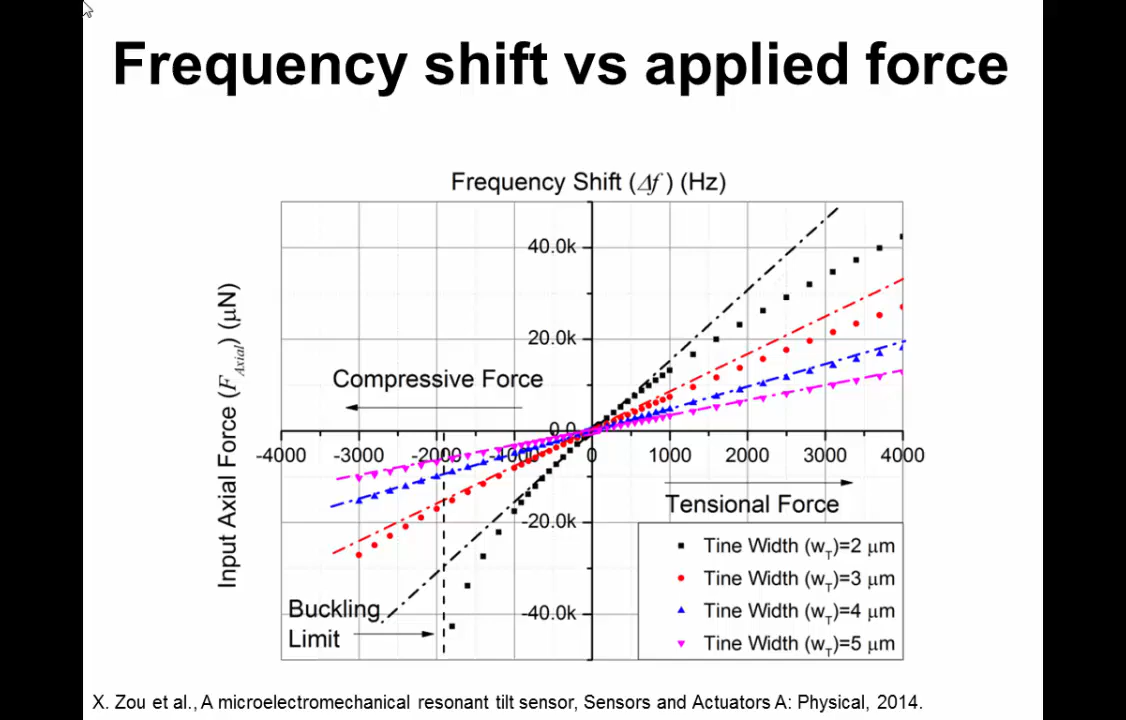 Frequency shift vs applied force
Frequency Shift (Δf ) (Hz)
Input Axial Force (F_Axial) (μN)
40.0k
20.0k
0.0
-20.0k
-40.0k
-4000 -3000 -2000 -1000 0 1000 2000 3000 4000
Compressive Force
Tensional Force
Buckling
Limit
Tine Width (w_T)=2 μm
Tine Width (w_T)=3 μm
Tine Width (w_T)=4 μm
Tine Width (w_T)=5 μm
X. Zou et al., A microelectromechanical resonant tilt sensor, Sensors and Actuators A: Physical, 2014.